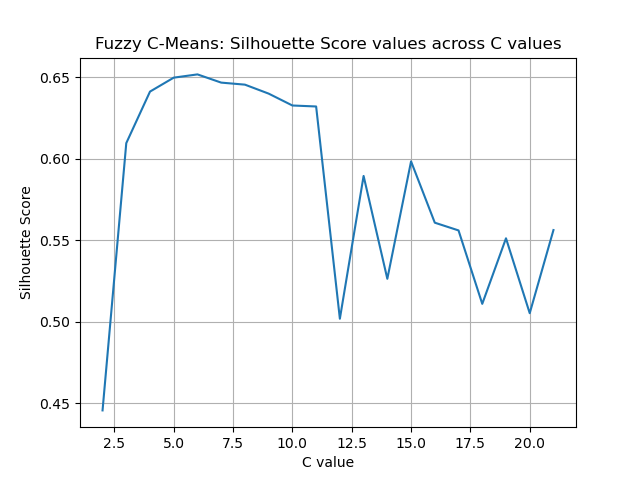 Fuzzy C-Means: Silhouette Score values across C values
0.65
0.60
0.55
0.50
0.45
Silhouette Score
2.5 5.0 7.5 10.0 12.5 15.0 17.5 20.0
C value